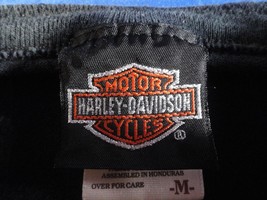 MOTOR
HARLEY-DAVIDSON
CYCLES
®
ASSEMBLED IN HONDURAS
OVER FOR CARE -M-